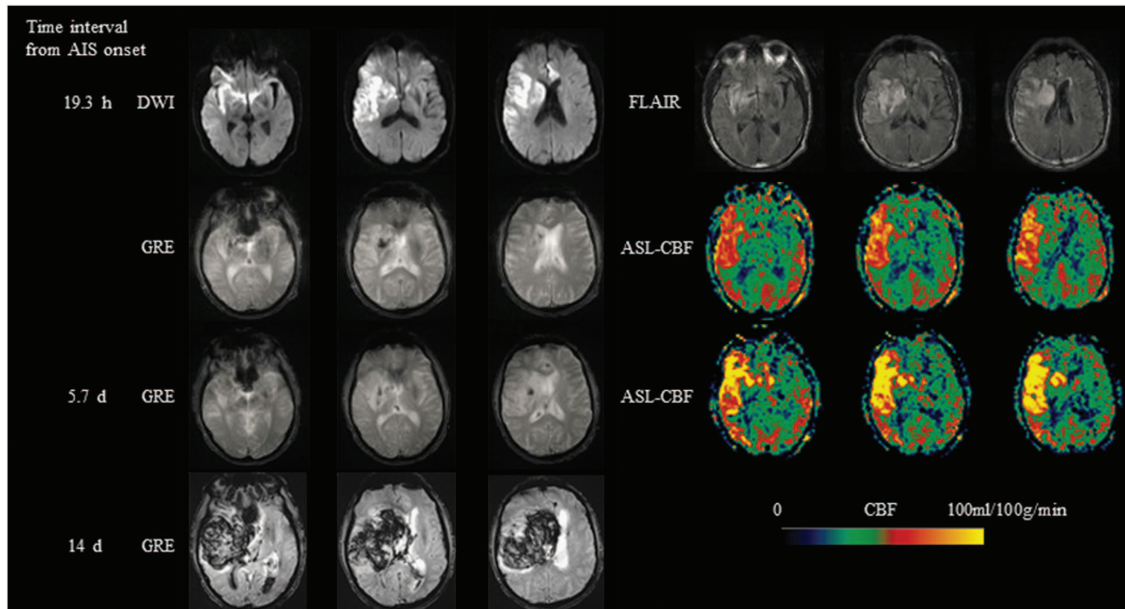 Time interval
from AIS onset
19.3 h DWI FLAIR
GRE ASL-CBF
5.7 d GRE ASL-CBF
0 CBF 100ml/100g/min
14 d GRE